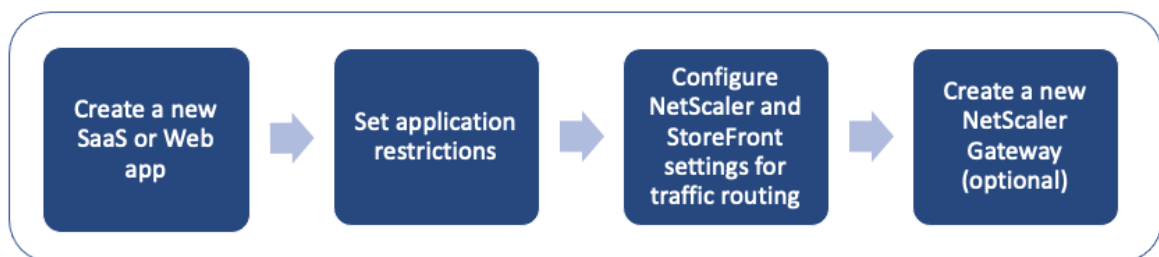 Create a new
SaaS or Web
app
Set application
restrictions
Configure
NetScaler and
StoreFront
settings for
traffic routing
Create a new
NetScaler
Gateway
(optional)